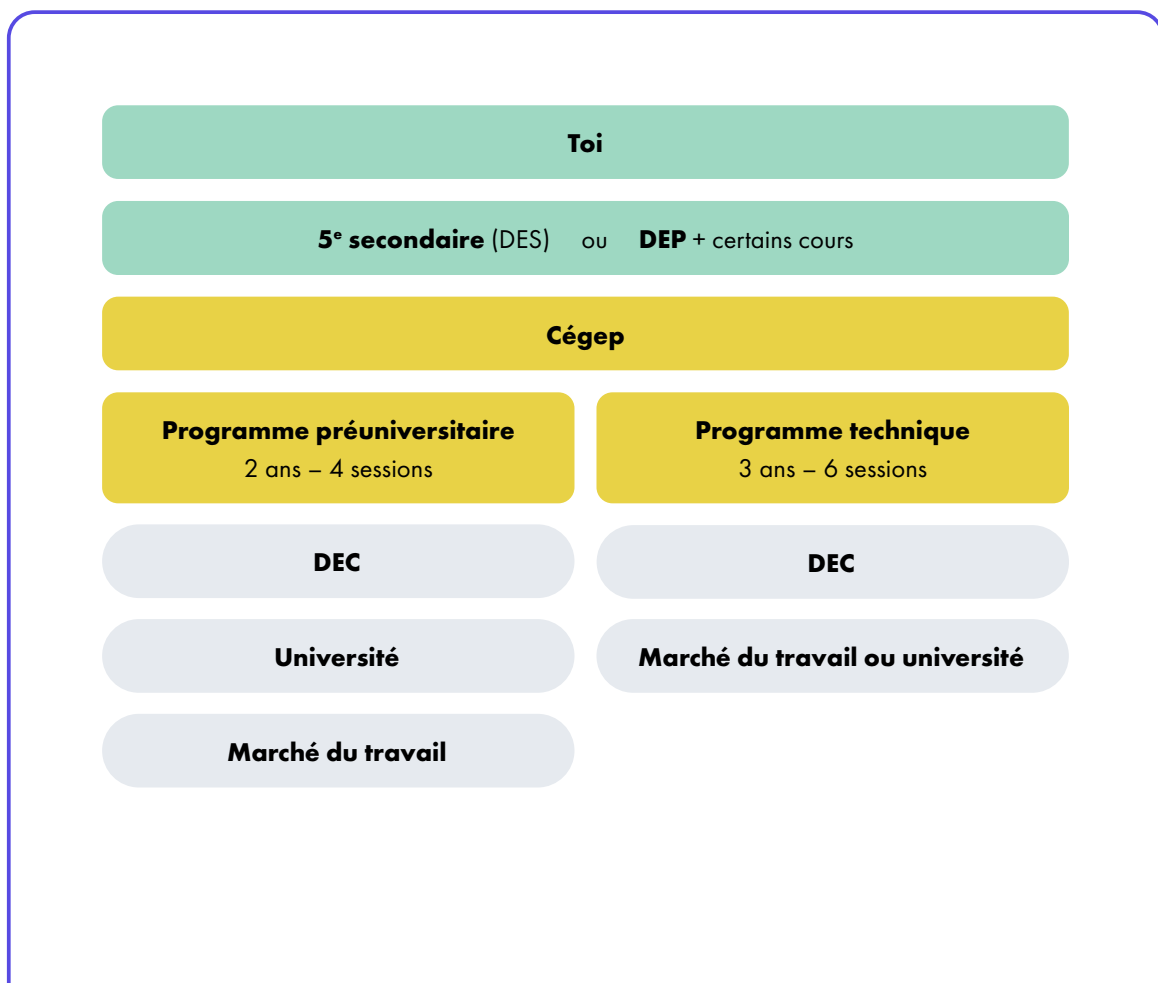 Toi
5e secondaire (DES) ou DEP + certains cours
Cégep
Programme préuniversitaire
2 ans – 4 sessions
Programme technique
3 ans – 6 sessions
DEC
DEC
Université
Marché du travail ou université
Marché du travail